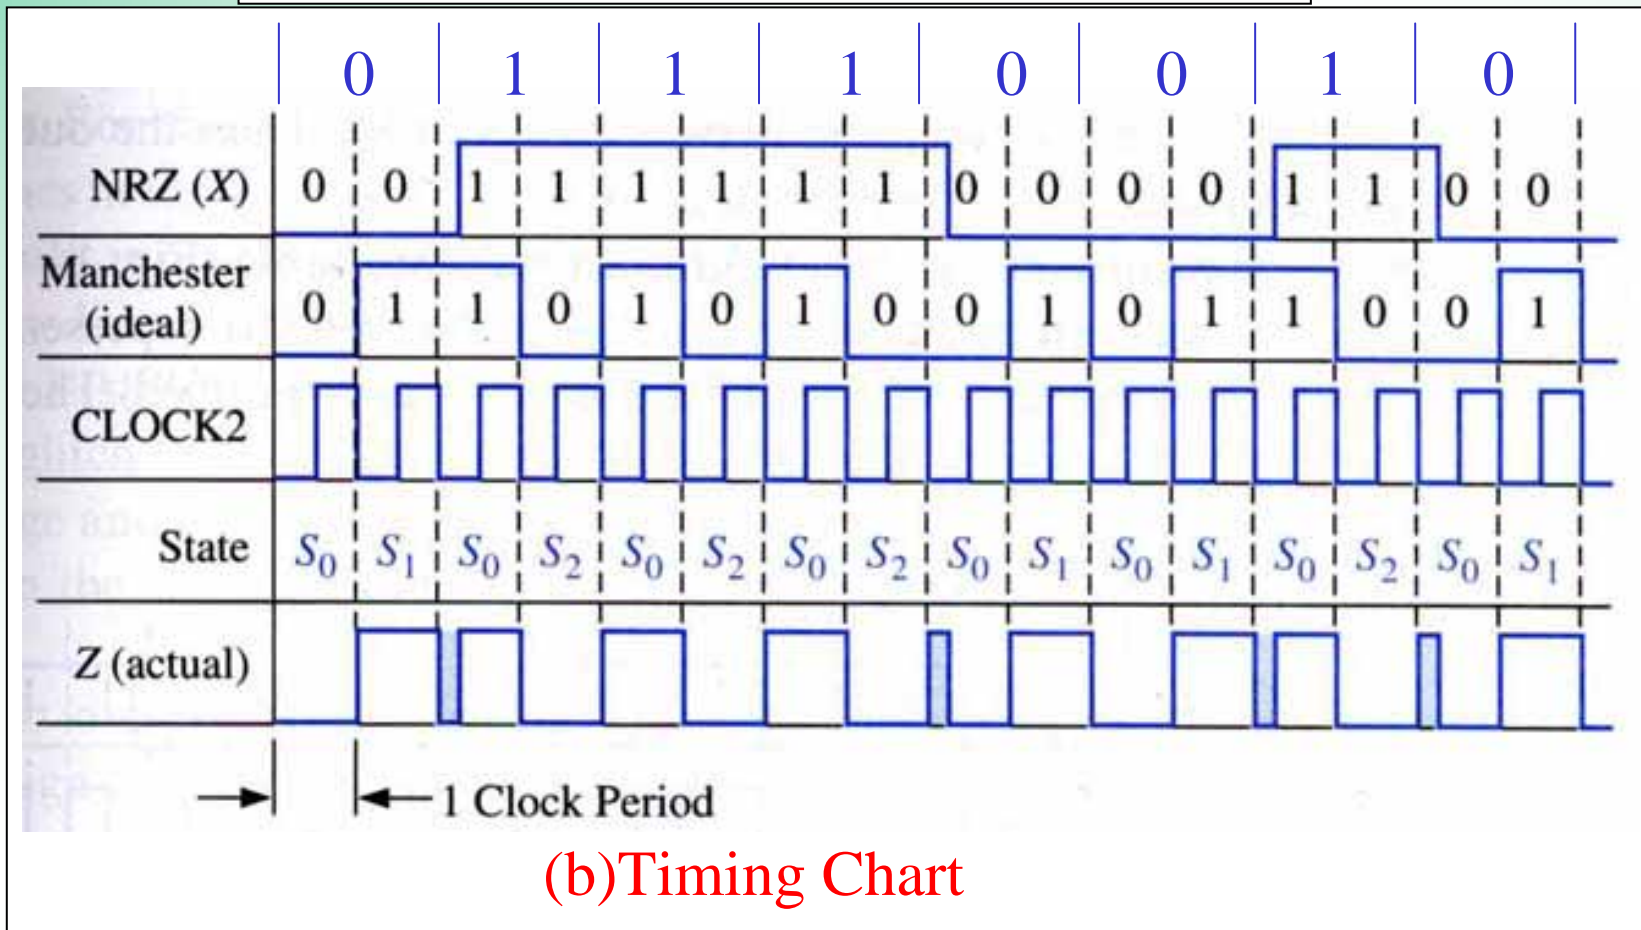 0 1 1 1 0 0 1 0
NRZ (X) 0 0 1 1 1 1 1 1 0 0 0 0 1 1 0 0
Manchester
(ideal) 0 1 1 0 1 0 1 0 0 1 0 1 1 0 0 1
CLOCK2
State S₀ S₁ S₀ S₂ S₀ S₂ S₀ S₂ S₀ S₁ S₀ S₁ S₀ S₂ S₀ S₁
Z (actual)
1 Clock Period
(b)Timing Chart